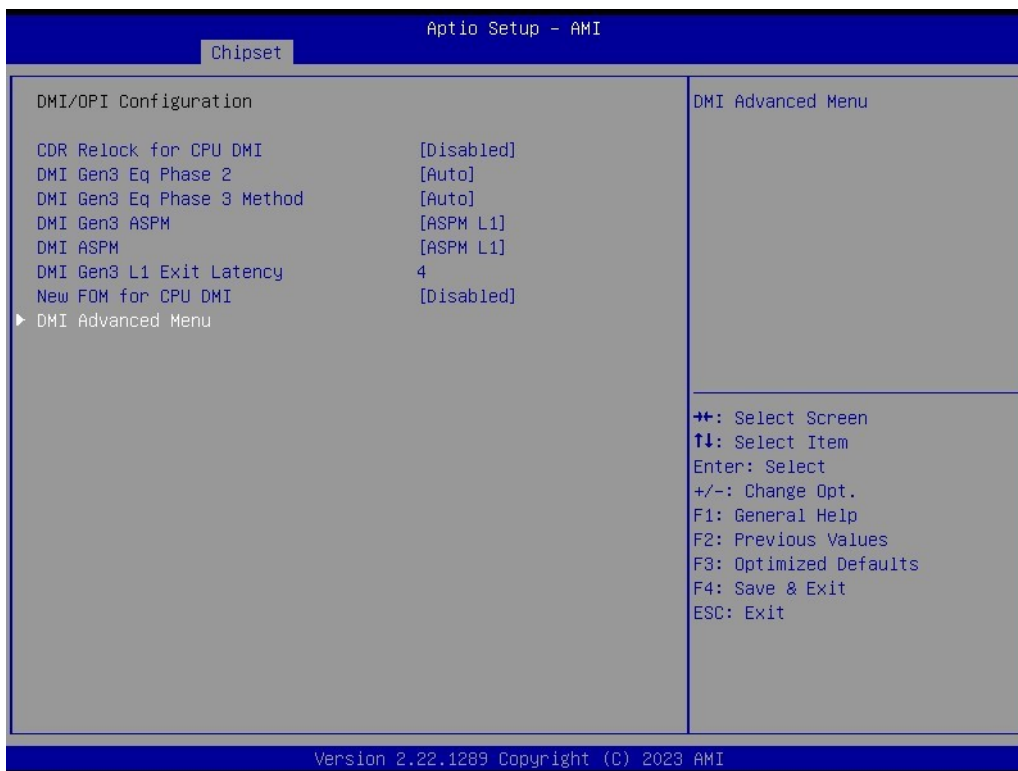 Aptio Setup – AMI
Chipset
DMI/OPI Configuration
CDR Relock for CPU DMI [Disabled]
DMI Gen3 Eq Phase 2 [Auto]
DMI Gen3 Eq Phase 3 Method [Auto]
DMI Gen3 ASPM [ASPM L1]
DMI ASPM [ASPM L1]
DMI Gen3 L1 Exit Latency 4
New FOM for CPU DMI [Disabled]
► DMI Advanced Menu
DMI Advanced Menu
→←: Select Screen
↑↓: Select Item
Enter: Select
+/-: Change Opt.
F1: General Help
F2: Previous Values
F3: Optimized Defaults
F4: Save & Exit
ESC: Exit
Version 2.22.1289 Copyright (C) 2023 AMI